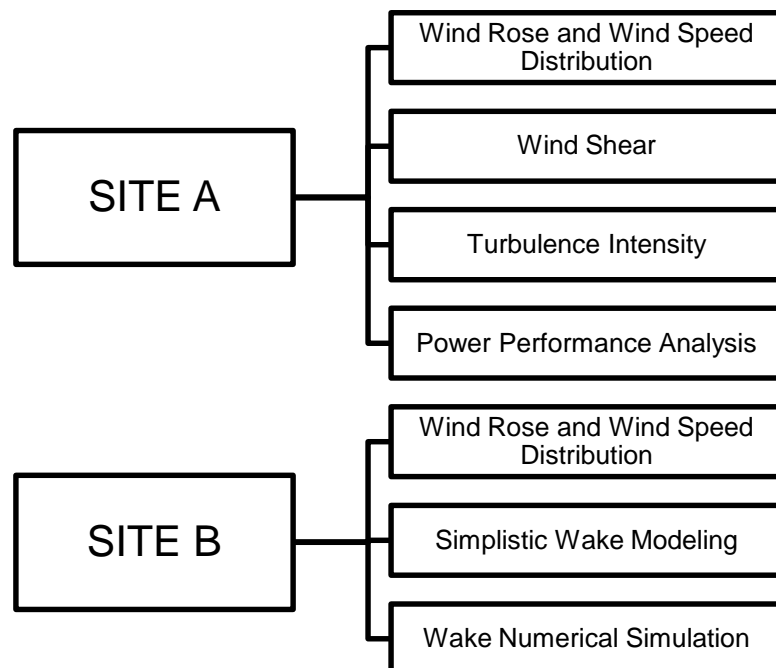 SITE A
Wind Rose and Wind Speed
Distribution
Wind Shear
Turbulence Intensity
Power Performance Analysis
SITE B
Wind Rose and Wind Speed
Distribution
Simplistic Wake Modeling
Wake Numerical Simulation